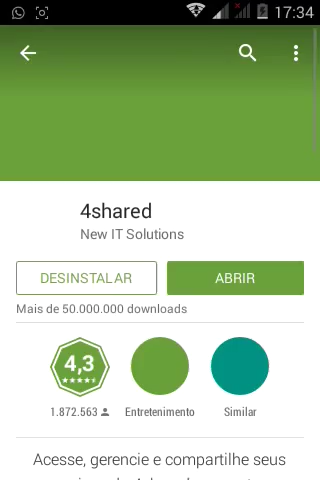 17:34
4shared
New IT Solutions
DESINSTALAR
ABRIR
Mais de 50.000.000 downloads
4,3
1.872.563
Entretenimento
Similar
Acesse, gerencie e compartilhe seus